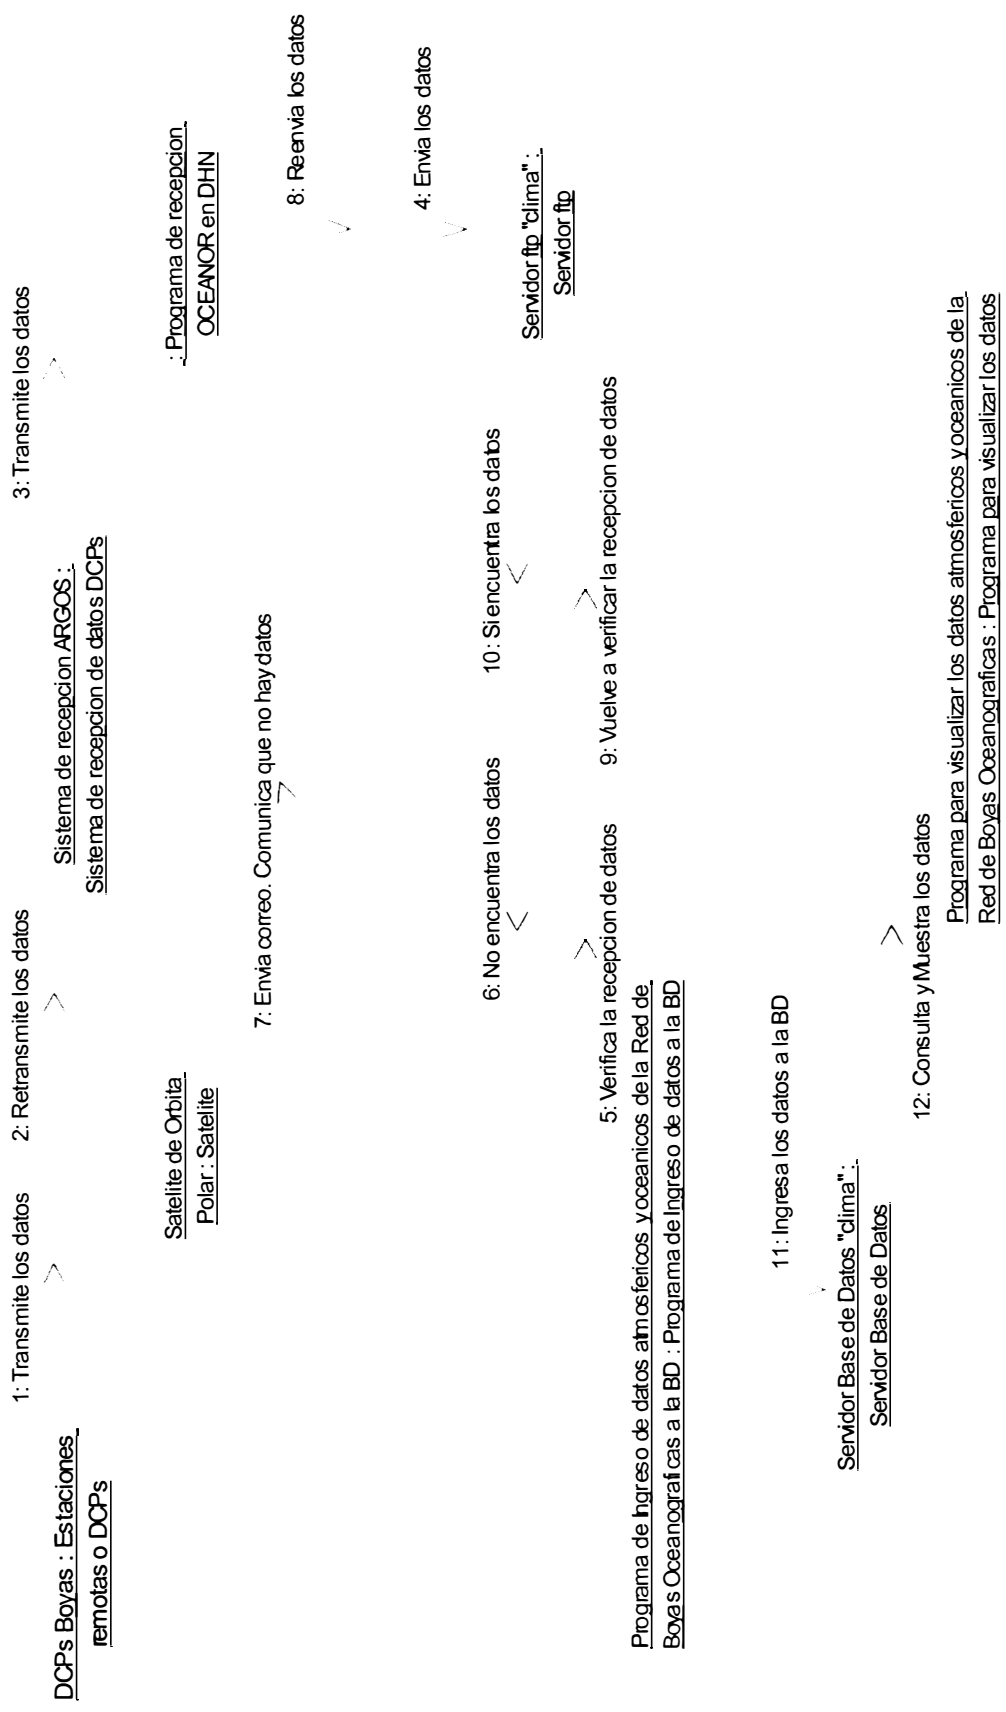 1: Transmite los datos
2: Retransmite los datos
3: Transmite los datos
DCPs Boyas : Estaciones
remotas o DCPs
Sistema de recepcion ARGOS :
Sistema de recepcion de datos DCPs
Satelite de Orbita
Polar : Satelite
: Programa de recepcion
OCEANOR en DHN
7: Envia correo. Comunica que no hay datos
8: Reenvia los datos
4: Envia los datos
6: No encuentra los datos
10: Si encuentra los datos
Servidor ftp "clima" :
Servidor ftp
5: Verifica la recepcion de datos
9: Vuelve a verificar la recepcion de datos
Programa de Ingreso de datos atmosfericos y oceanicos de la Red de
Boyas Oceanograficas a la BD : Programa de Ingreso de datos a la BD
11: Ingresa los datos a la BD
Servidor Base de Datos "clima" :
Servidor Base de Datos
12: Consulta y Muestra los datos
Programa para visualizar los datos atmosfericos y oceanicos de la
Red de Boyas Oceanograficas : Programa para visualizar los datos